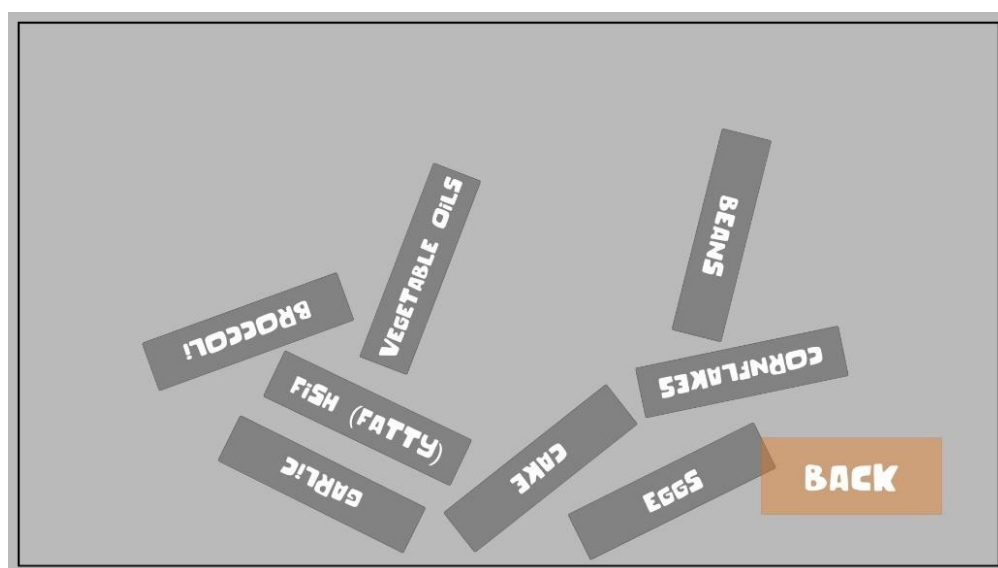 BEANS
VEGETABLE OiLS
BROCCOLi
CORNFLAKES
FiSH (FATTY)
CAKE
GARLiC
EGGS
BACK